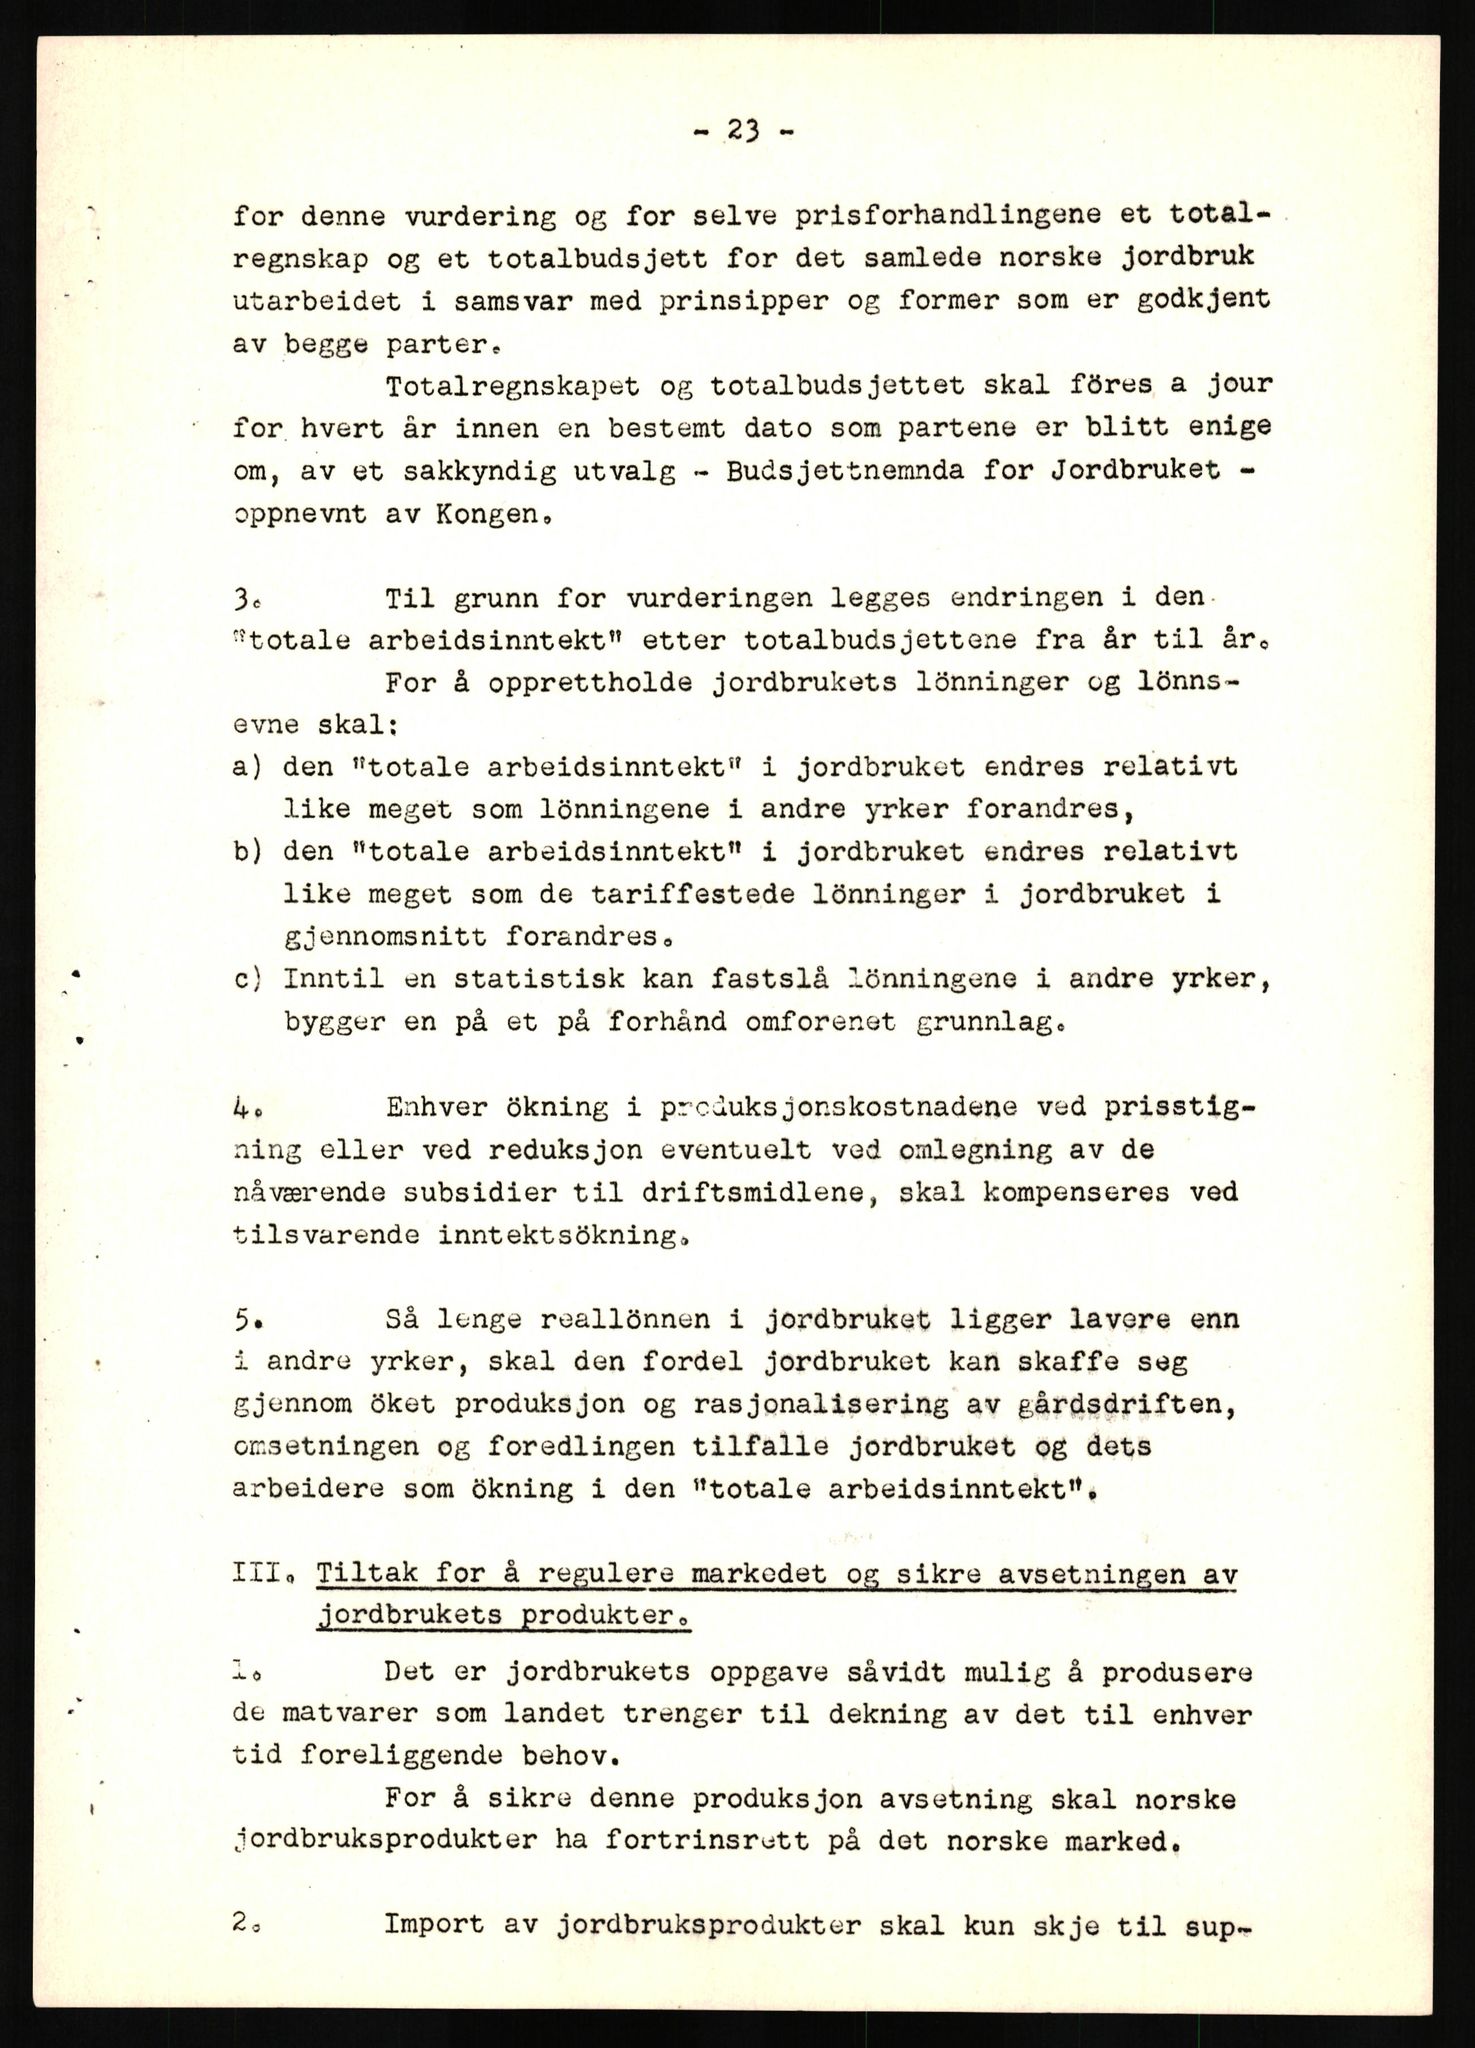 - 23 -
for denne vurdering og for selve prisforhandlingene et total-
regnskap og et totalbudsjett for det samlede norske jordbruk
utarbeidet i samsvar med prinsipper og former som er godkjent
av begge parter.
Totalregnskapet og totalbudsjettet skal föres a jour
for hvert år innen en bestemt dato som partene er blitt enige
om, av et sakkyndig utvalg - Budsjettnemnda for Jordbruket -
oppnevnt av Kongen.
3. Til grunn for vurderingen legges endringen i den
"totale arbeidsinntekt" etter totalbudsjettene fra år til år.
For å opprettholde jordbrukets lönninger og lönns-
evne skal:
a) den "totale arbeidsinntekt" i jordbruket endres relativt
like meget som lönningene i andre yrker forandres,
b) den "totale arbeidsinntekt" i jordbruket endres relativt
like meget som de tariffestede lönninger i jordbruket i
gjennomsnitt forandres.
c) Inntil en statistisk kan fastslå lönningene i andre yrker,
bygger en på et på forhånd omforenet grunnlag.
4. Enhver ökning i produksjonskostnadene ved prisstig-
ning eller ved reduksjon eventuelt ved omlegning av de
nåværende subsidier til driftsmidlene, skal kompenseres ved
tilsvarende inntektsökning.
5. Så lenge reallönnen i jordbruket ligger lavere enn
i andre yrker, skal den fordel jordbruket kan skaffe seg
gjennom öket produksjon og rasjonalisering av gårdsdriften,
omsetningen og foredlingen tilfalle jordbruket og dets
arbeidere som ökning i den "totale arbeidsinntekt".
III. Tiltak for å regulere markedet og sikre avsetningen av
jordbrukets produkter.
1. Det er jordbrukets oppgave såvidt mulig å produsere
de matvarer som landet trenger til dekning av det til enhver
tid foreliggende behov.
For å sikre denne produksjon avsetning skal norske
jordbruksprodukter ha fortrinsrett på det norske marked.
2. Import av jordbruksprodukter skal kun skje til sup-